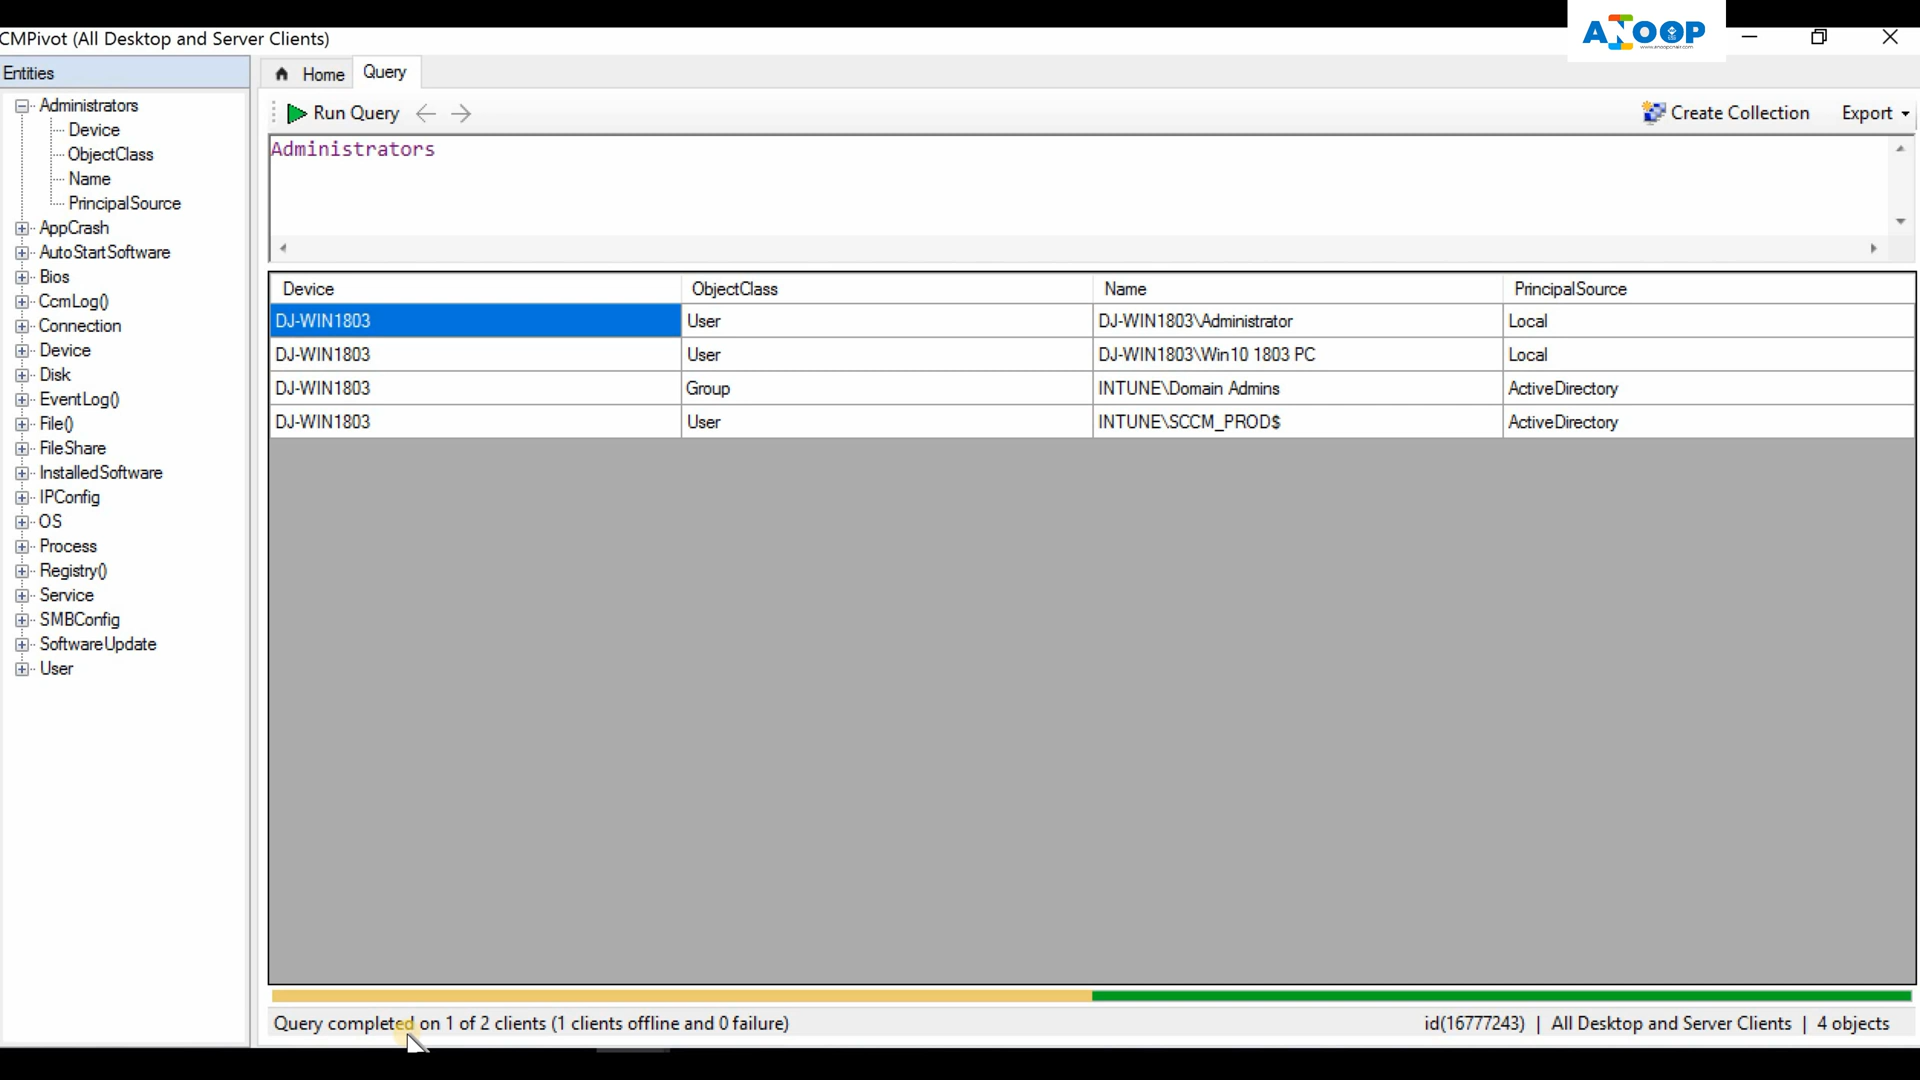 ANOOP
www.anoopcnair.com
CMPivot (All Desktop and Server Clients)
Entities
Administrators
Device
ObjectClass
Name
PrincipalSource
AppCrash
AutoStartSoftware
Bios
CcmLog()
Connection
Device
Disk
EventLog()
File()
FileShare
InstalledSoftware
IPConfig
OS
Process
Registry()
Service
SMBConfig
SoftwareUpdate
User
Home Query
Run Query Create Collection Export
Administrators
Device ObjectClass Name PrincipalSource
DJ-WIN1803 User DJ-WIN1803\Administrator Local
DJ-WIN1803 User DJ-WIN1803\Win10 1803 PC Local
DJ-WIN1803 Group INTUNE\Domain Admins ActiveDirectory
DJ-WIN1803 User INTUNE\SCCM_PROD$ ActiveDirectory
Query completed on 1 of 2 clients (1 clients offline and 0 failure) id(16777243) | All Desktop and Server Clients | 4 objects